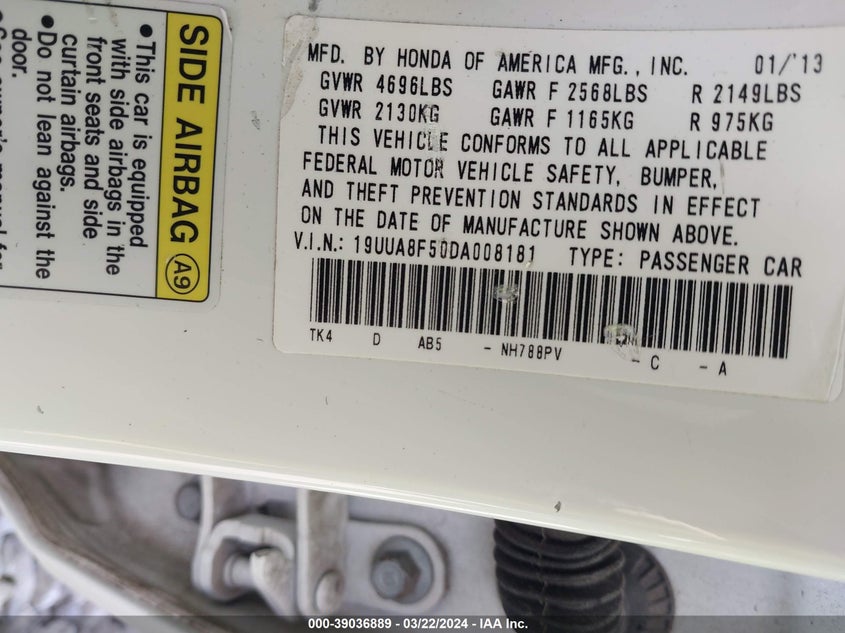 SIDE AIRBAG A9
•This car is equipped
with side airbags in the
front seats and side
curtain airbags.
•Do not lean against the
door.
MFD. BY HONDA OF AMERICA MFG., INC. 01/'13
GVWR 4696LBS GAWR F 2568LBS R 2149LBS
GVWR 2130KG GAWR F 1165KG R 975KG
THIS VEHICLE CONFORMS TO ALL APPLICABLE
FEDERAL MOTOR VEHICLE SAFETY, BUMPER,
AND THEFT PREVENTION STANDARDS IN EFFECT
ON THE DATE OF MANUFACTURE SHOWN ABOVE.
V.I.N.: 19UUA8F50DA008181 TYPE: PASSENGER CAR
TK4 D AB5 - NH788PV - C - A
000-39036889 - 03/22/2024 - IAA Inc.